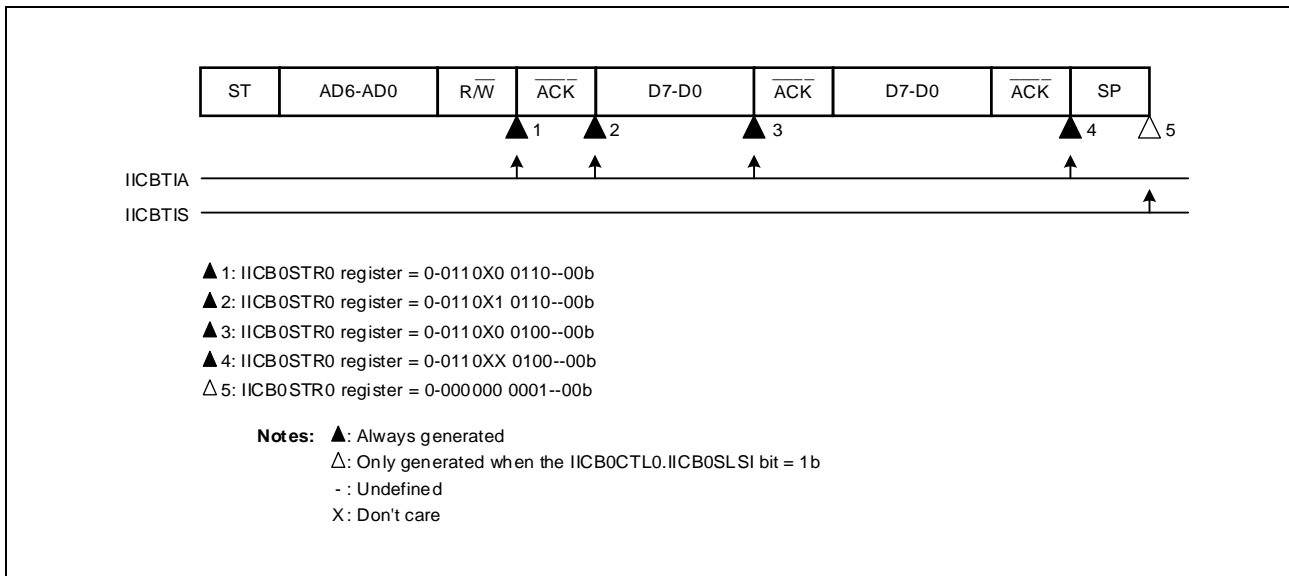 ST AD6-AD0 R/W̅ A̅C̅K̅ D7-D0 A̅C̅K̅ D7-D0 A̅C̅K̅ SP
▲ 1 ▲ 2 ▲ 3 ▲ 4 △ 5
IICBTIA
IICBTIS
▲ 1: IICB0STR0 register = 0-0110X0 0110--00b
▲ 2: IICB0STR0 register = 0-0110X1 0110--00b
▲ 3: IICB0STR0 register = 0-0110X0 0100--00b
▲ 4: IICB0STR0 register = 0-0110XX 0100--00b
△ 5: IICB0STR0 register = 0-000000 0001--00b
Notes: ▲: Always generated
△: Only generated when the IICB0CTL0.IICB0SLSI bit = 1b
- : Undefined
X : Don't care